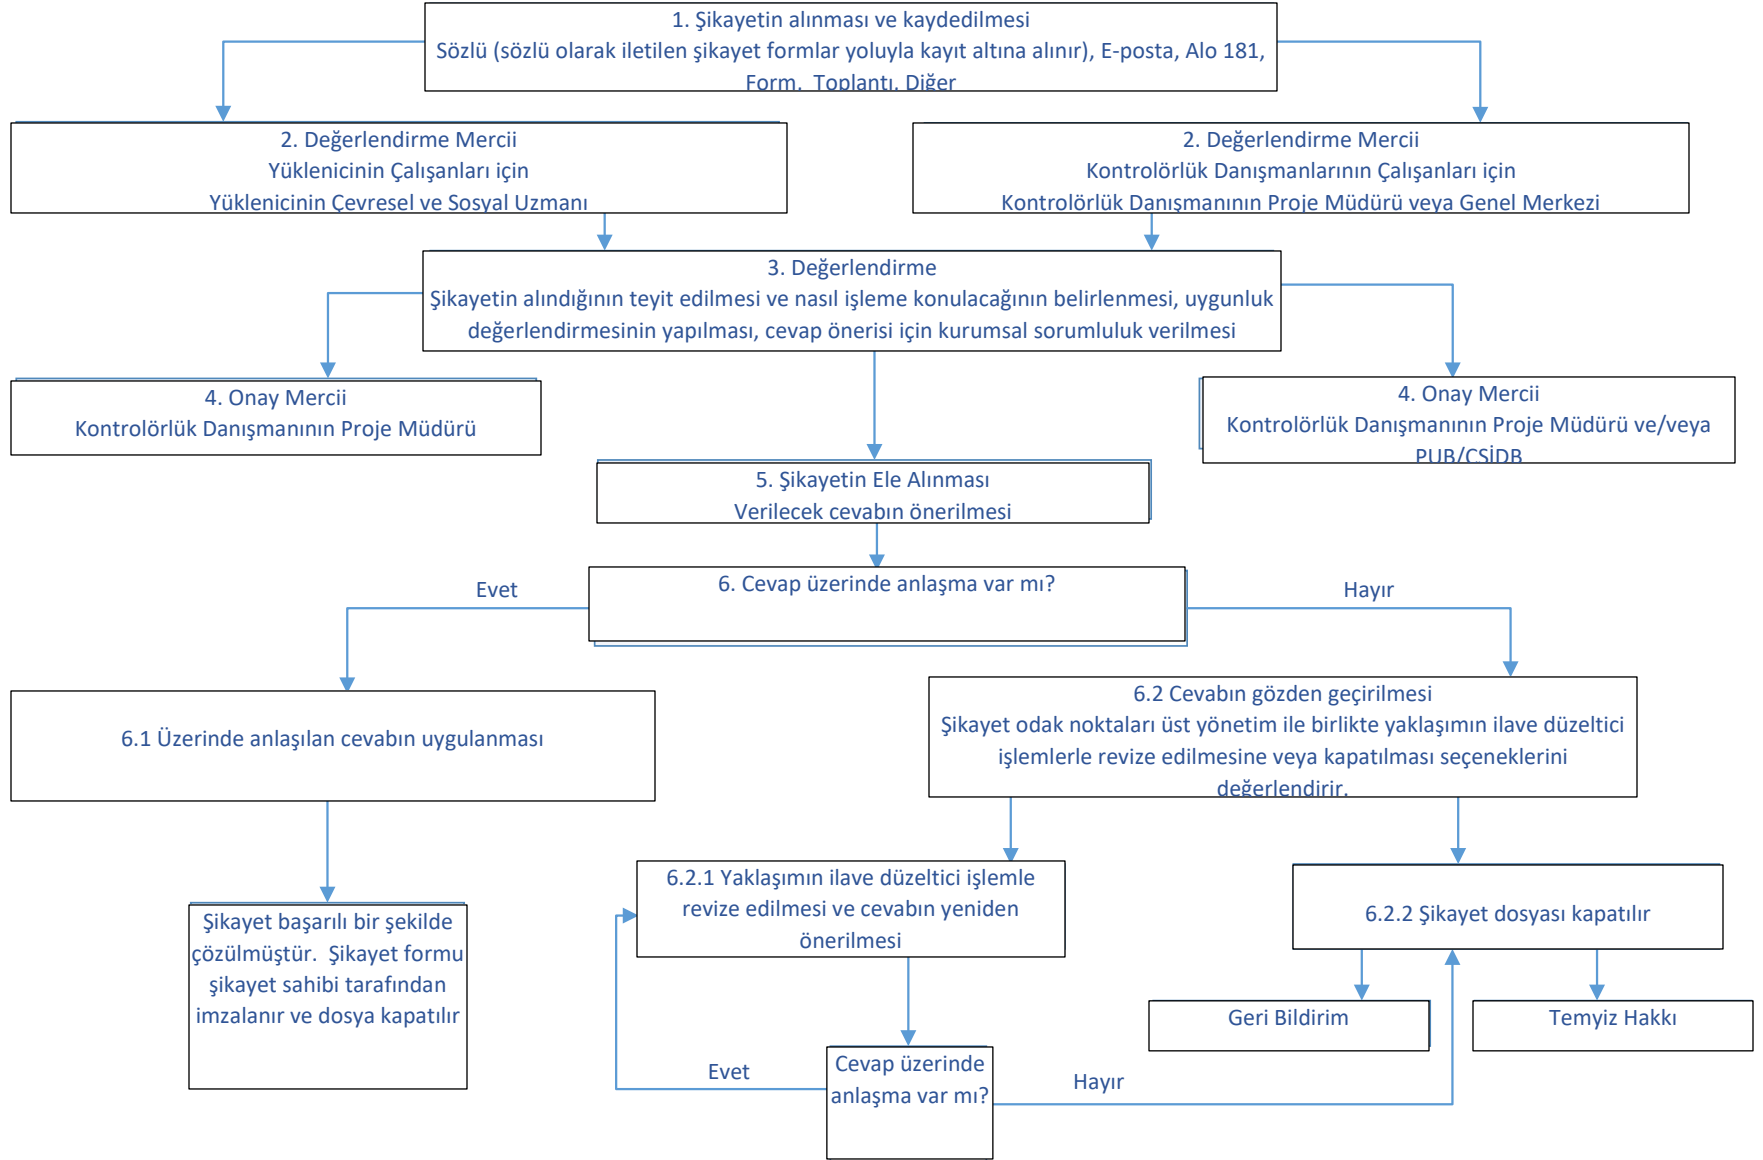 1. Şikayetin alınması ve kaydedilmesi
Sözlü (sözlü olarak iletilen şikayet formlar yoluyla kayıt altına alınır), E-posta, Alo 181,
Form, Toplantı, Diğer
2. Değerlendirme Mercii
Yüklenicinin Çalışanları için
Yüklenicinin Çevresel ve Sosyal Uzmanı
2. Değerlendirme Mercii
Kontrolörlük Danışmanlarının Çalışanları için
Kontrolörlük Danışmanının Proje Müdürü veya Genel Merkezi
3. Değerlendirme
Şikayetin alındığının teyit edilmesi ve nasıl işleme konulacağının belirlenmesi, uygunluk
değerlendirmesinin yapılması, cevap önerisi için kurumsal sorumluluk verilmesi
4. Onay Mercii
Kontrolörlük Danışmanının Proje Müdürü
4. Onay Mercii
Kontrolörlük Danışmanının Proje Müdürü ve/veya
PUB/CSİDB
5. Şikayetin Ele Alınması
Verilecek cevabın önerilmesi
6. Cevap üzerinde anlaşma var mı?
Evet
Hayır
6.1 Üzerinde anlaşılan cevabın uygulanması
6.2 Cevabın gözden geçirilmesi
Şikayet odak noktaları üst yönetim ile birlikte yaklaşımın ilave düzeltici
işlemlerle revize edilmesine veya kapatılması seçeneklerini
değerlendirir.
6.2.1 Yaklaşımın ilave düzeltici işlemle
revize edilmesi ve cevabın yeniden
önerilmesi
6.2.2 Şikayet dosyası kapatılır
Şikayet başarılı bir şekilde
çözülmüştür. Şikayet formu
şikayet sahibi tarafından
imzalanır ve dosya kapatılır
Geri Bildirim
Temyiz Hakkı
Cevap üzerinde
anlaşma var mı?
Evet
Hayır